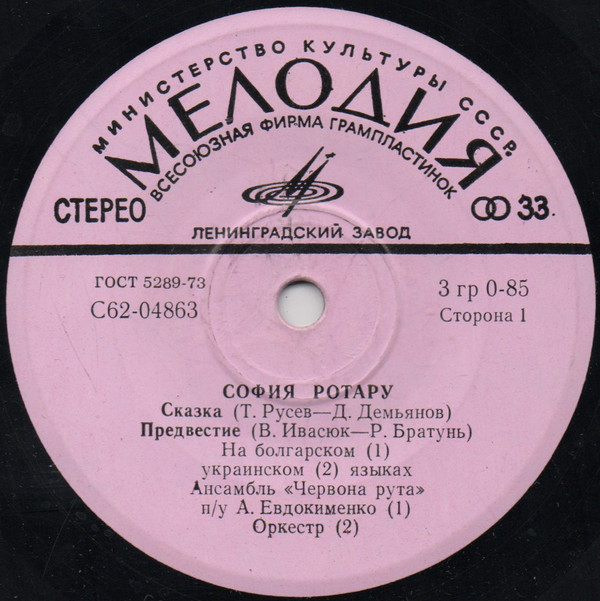 МИНИСТЕРСТВО КУЛЬТУРЫ СССР.
МЕЛОДИЯ
ВСЕСОЮЗНАЯ ФИРМА ГРАМПЛАСТИНОК
СТЕРЕО
33.
ЛЕНИНГРАДСКИЙ ЗАВОД
ГОСТ 5289-73
С62-04863
3 гр 0-85
Сторона 1
СОФИЯ РОТАРУ
Сказка (Т. Русев—Д. Демьянов)
Предвестие (В. Ивасюк—Р. Братунь)
На болгарском (1)
украинском (2) языках
Ансамбль «Червона рута»
п/у А. Евдокименко (1)
Оркестр (2)